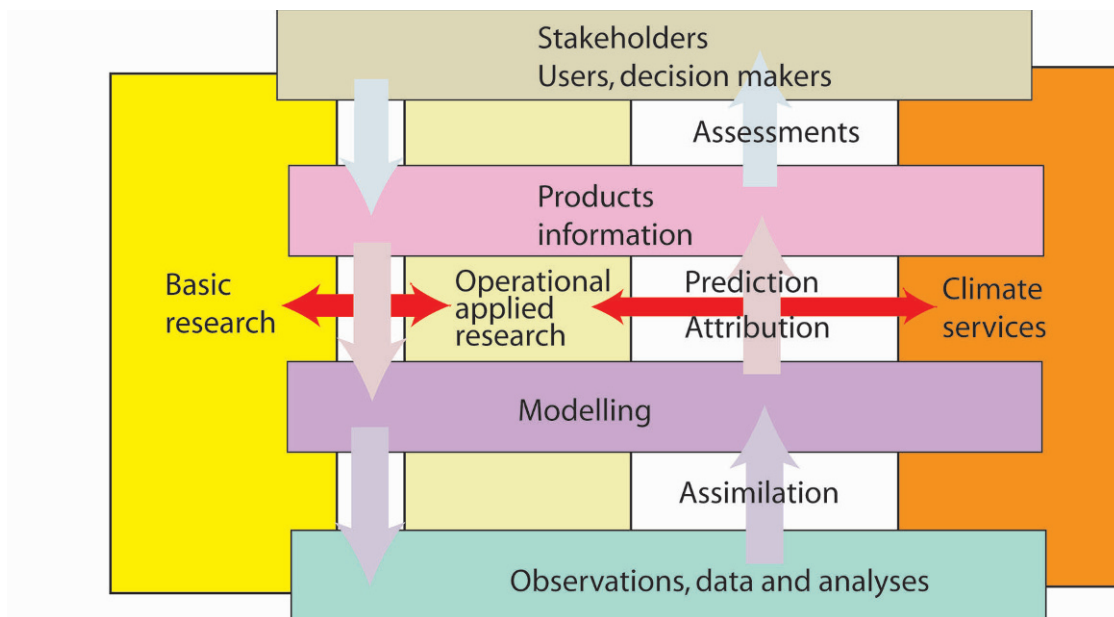 Stakeholders
Users, decision makers
Assessments
Products
information
Basic
research
Operational
applied
research
Prediction
Attribution
Climate
services
Modelling
Assimilation
Observations, data and analyses